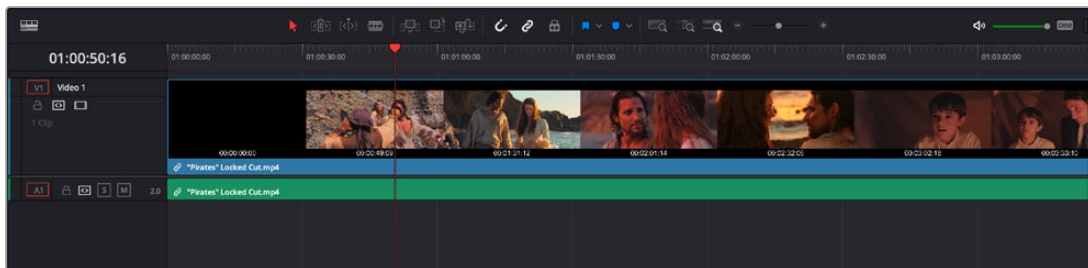 DIM
01:00:50:16
01:00:00:00
01:00:30:00
01:01:00:00
01:01:30:00
01:02:00:00
01:02:30:00
01:03:00:00
V1 Video 1
1 Clip
00:00:00:00
00:00:49:09
00:01:31:12
00:02:01:14
00:02:32:05
00:03:02:18
00:03:53:10
"Pirates" Locked Cut.mp4
A1 S M 2.0
"Pirates" Locked Cut.mp4